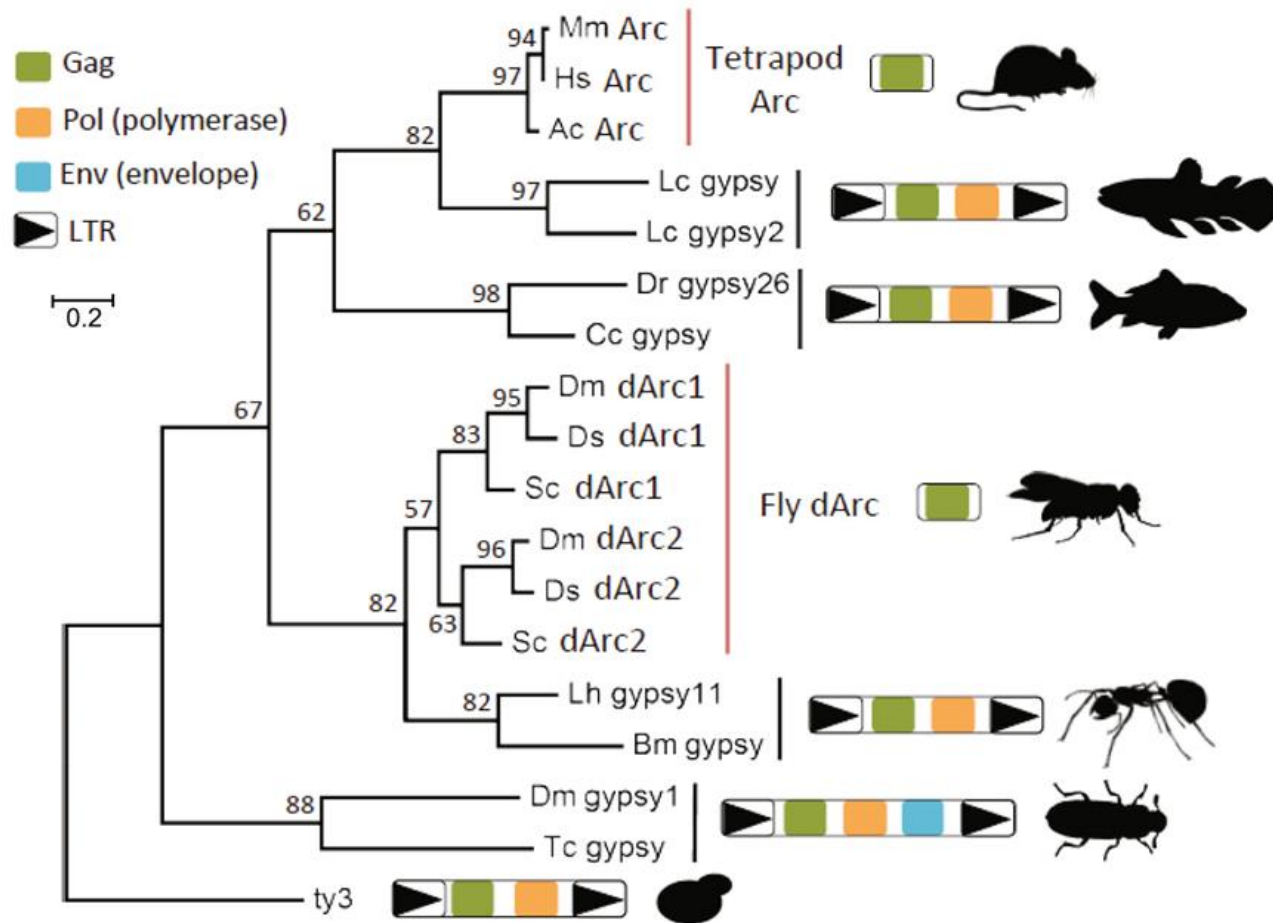 Gag
Pol (polymerase)
Env (envelope)
LTR
0.2
94
Mm Arc
97
Hs Arc
Ac Arc
Tetrapod
Arc
82
97
Lc gypsy
Lc gypsy2
62
98
Dr gypsy26
Cc gypsy
67
95
Dm dArc1
83
Ds dArc1
Sc dArc1
57
96
Dm dArc2
Ds dArc2
82
63
Sc dArc2
Fly dArc
82
Lh gypsy11
Bm gypsy
88
Dm gypsy1
Tc gypsy
ty3